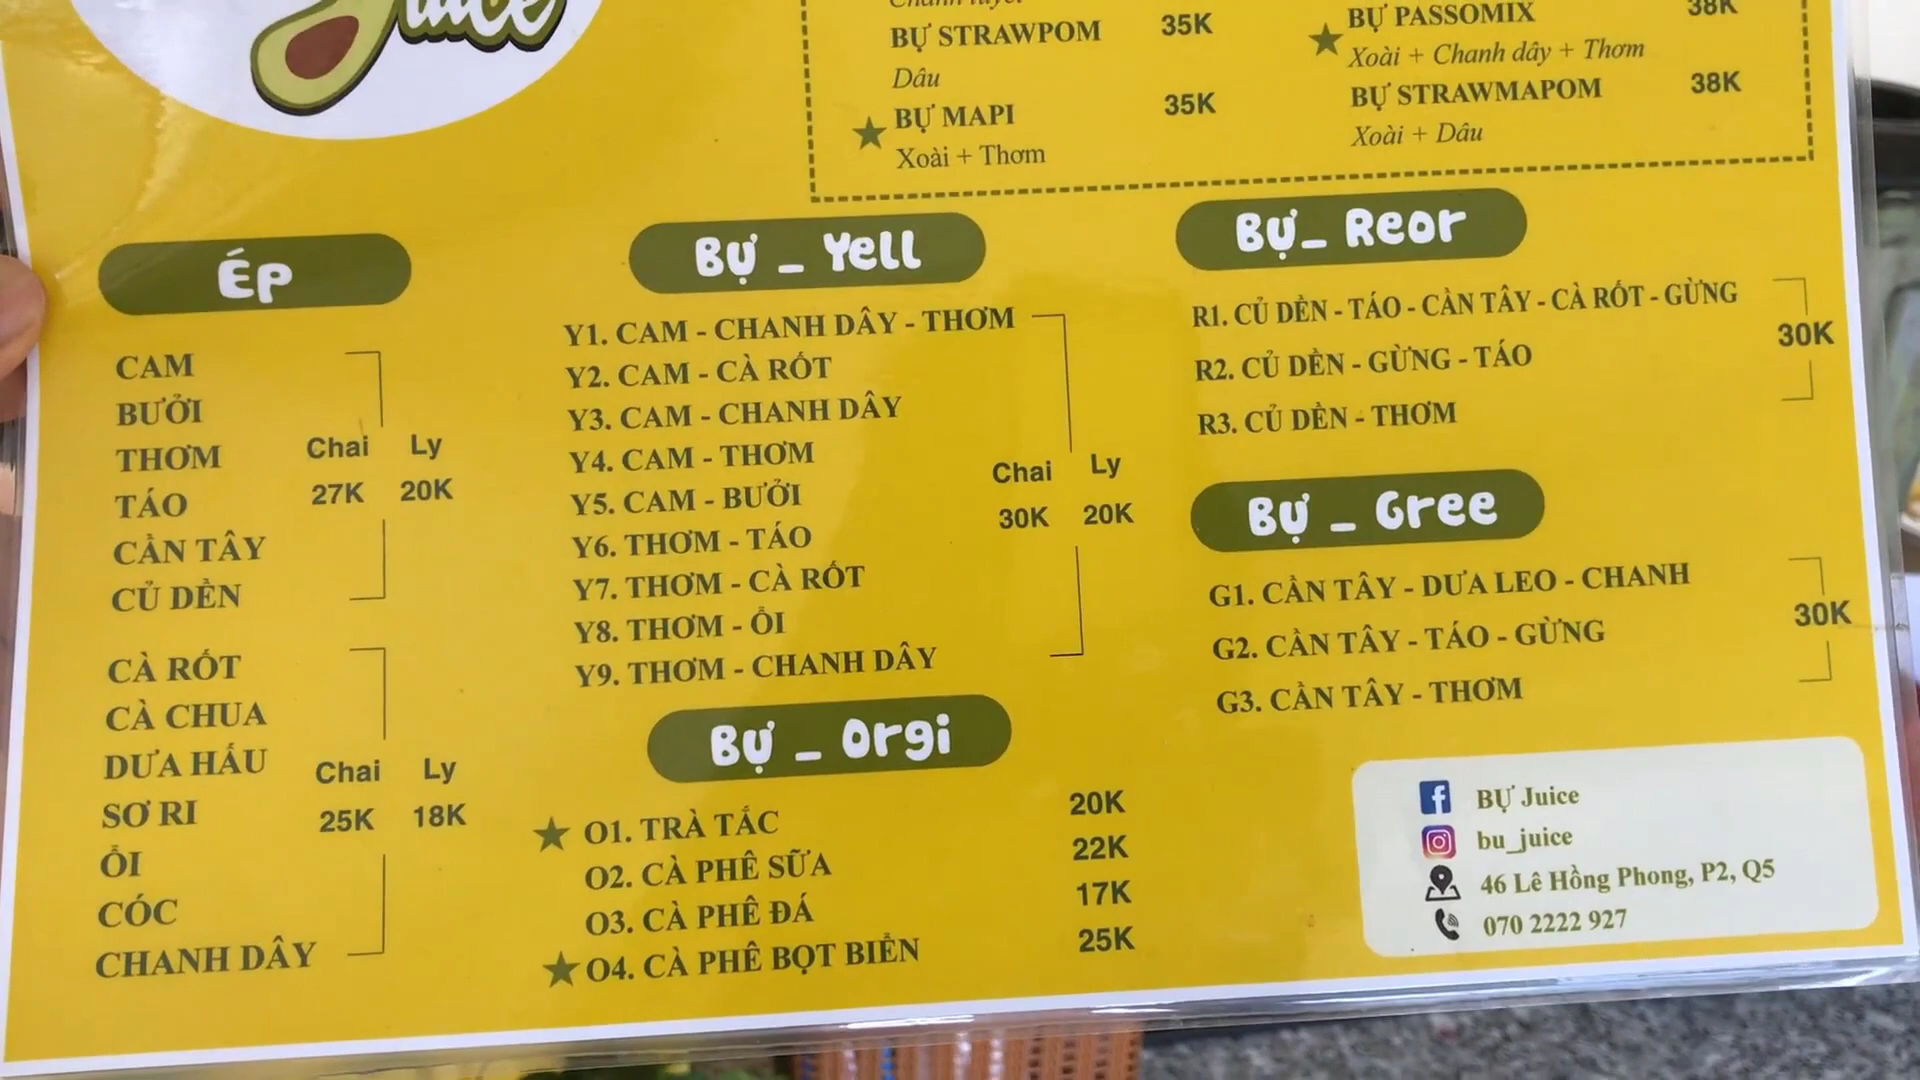 Juice
BỰ STRAWPOM 35K
Dâu
BỰ MAPI 35K
Xoài + Thơm
BỰ PASSOMIX 38K
Xoài + Chanh dây + Thơm
BỰ STRAWMAPOM 38K
Xoài + Dâu
ÉP
CAM
BƯỞI
THƠM
TÁO
CẦN TÂY
CỦ DỀN
Chai Ly
27K 20K
CÀ RỐT
CÀ CHUA
DƯA HẤU
SƠ RI
ỔI
CÓC
CHANH DÂY
Chai Ly
25K 18K
BỰ _ Yell
Y1. CAM - CHANH DÂY - THƠM
Y2. CAM - CÀ RỐT
Y3. CAM - CHANH DÂY
Y4. CAM - THƠM
Y5. CAM - BƯỞI
Y6. THƠM - TÁO
Y7. THƠM - CÀ RỐT
Y8. THƠM - ỔI
Y9. THƠM - CHANH DÂY
Chai Ly
30K 20K
BỰ _ Orgi
O1. TRÀ TẮC 20K
O2. CÀ PHÊ SỮA 22K
O3. CÀ PHÊ ĐÁ 17K
O4. CÀ PHÊ BỌT BIỂN 25K
BỰ_ Reor
R1. CỦ DỀN - TÁO - CẦN TÂY - CÀ RỐT - GỪNG
R2. CỦ DỀN - GỪNG - TÁO
R3. CỦ DỀN - THƠM
30K
BỰ _ Gree
G1. CẦN TÂY - DƯA LEO - CHANH
G2. CẦN TÂY - TÁO - GỪNG
G3. CẦN TÂY - THƠM
30K
BỰ Juice
bu_juice
46 Lê Hồng Phong, P2, Q5
070 2222 927